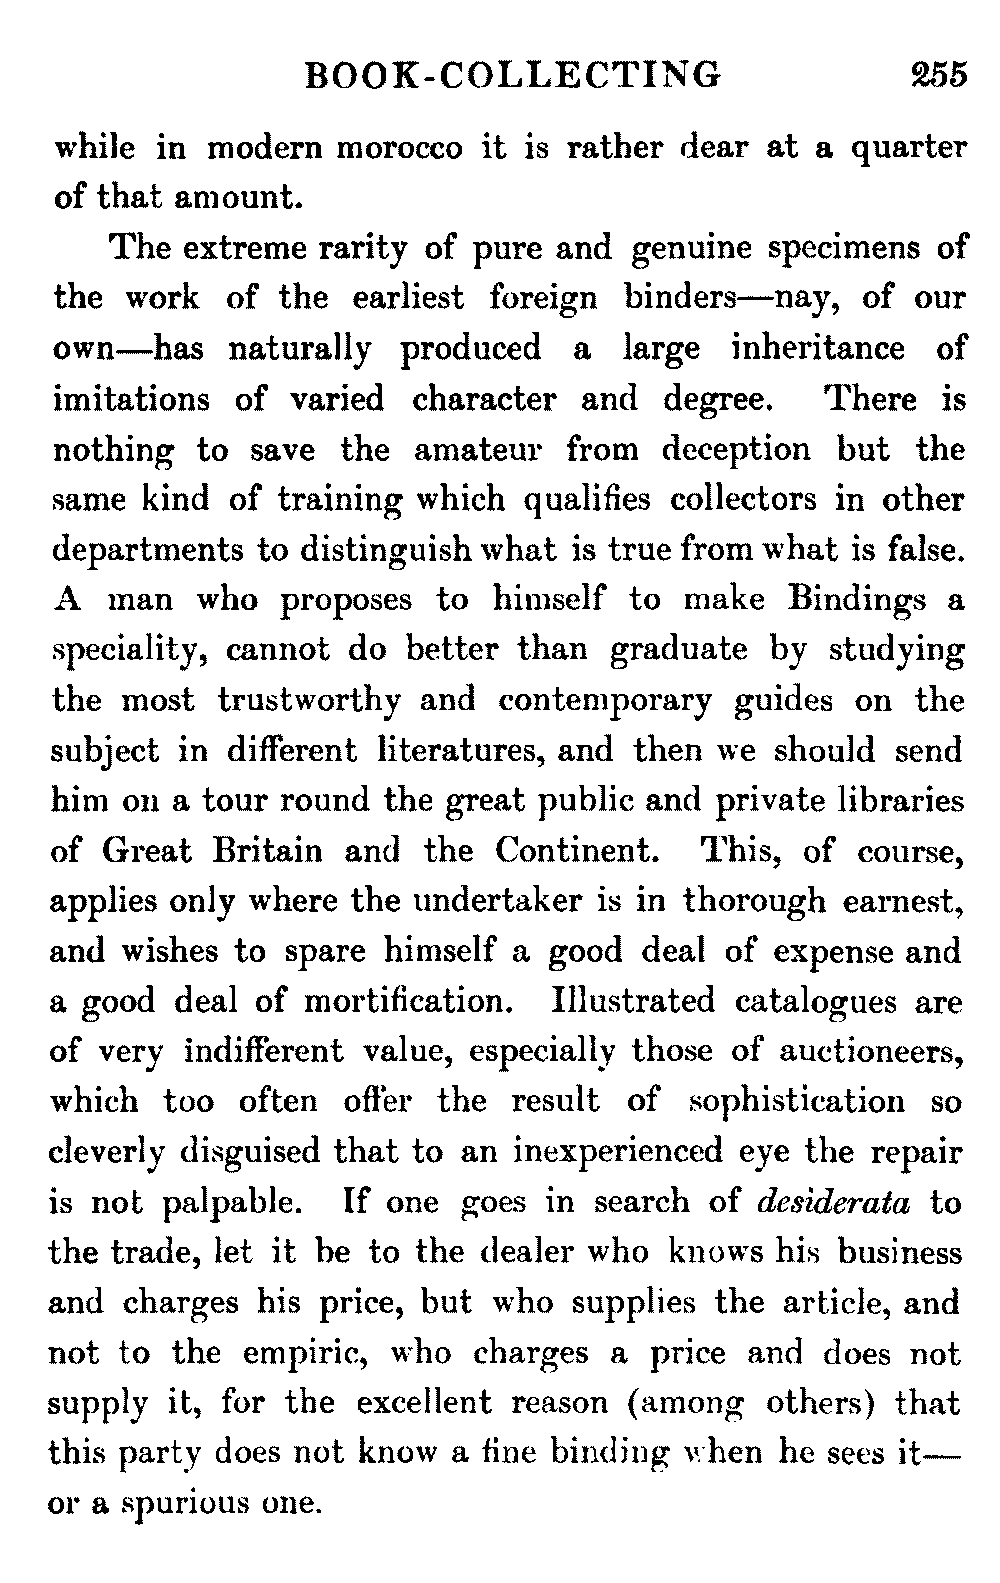 BOOK-COLLECTING 255
while in modern morocco it is rather dear at a quarter
of that amount.
The extreme rarity of pure and genuine specimens of
the work of the earliest foreign binders—nay, of our
own—has naturally produced a large inheritance of
imitations of varied character and degree. There is
nothing to save the amateur from deception but the
same kind of training which qualifies collectors in other
departments to distinguish what is true from what is false.
A man who proposes to himself to make Bindings a
speciality, cannot do better than graduate by studying
the most trustworthy and contemporary guides on the
subject in different literatures, and then we should send
him on a tour round the great public and private libraries
of Great Britain and the Continent. This, of course,
applies only where the undertaker is in thorough earnest,
and wishes to spare himself a good deal of expense and
a good deal of mortification. Illustrated catalogues are
of very indifferent value, especially those of auctioneers,
which too often offer the result of sophistication so
cleverly disguised that to an inexperienced eye the repair
is not palpable. If one goes in search of desiderata to
the trade, let it be to the dealer who knows his business
and charges his price, but who supplies the article, and
not to the empiric, who charges a price and does not
supply it, for the excellent reason (among others) that
this party does not know a fine binding when he sees it—
or a spurious one.